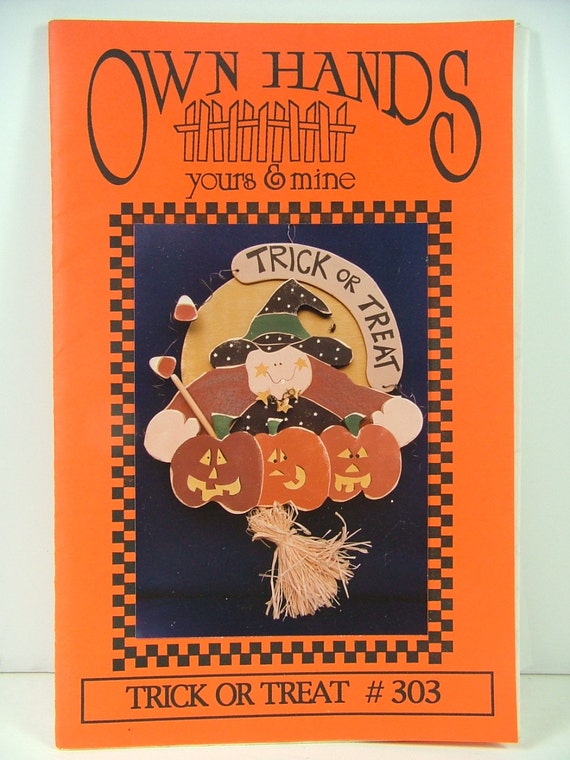 OWN HANDS
yours & mine
TRICK OR TREAT
TRICK OR TREAT # 303